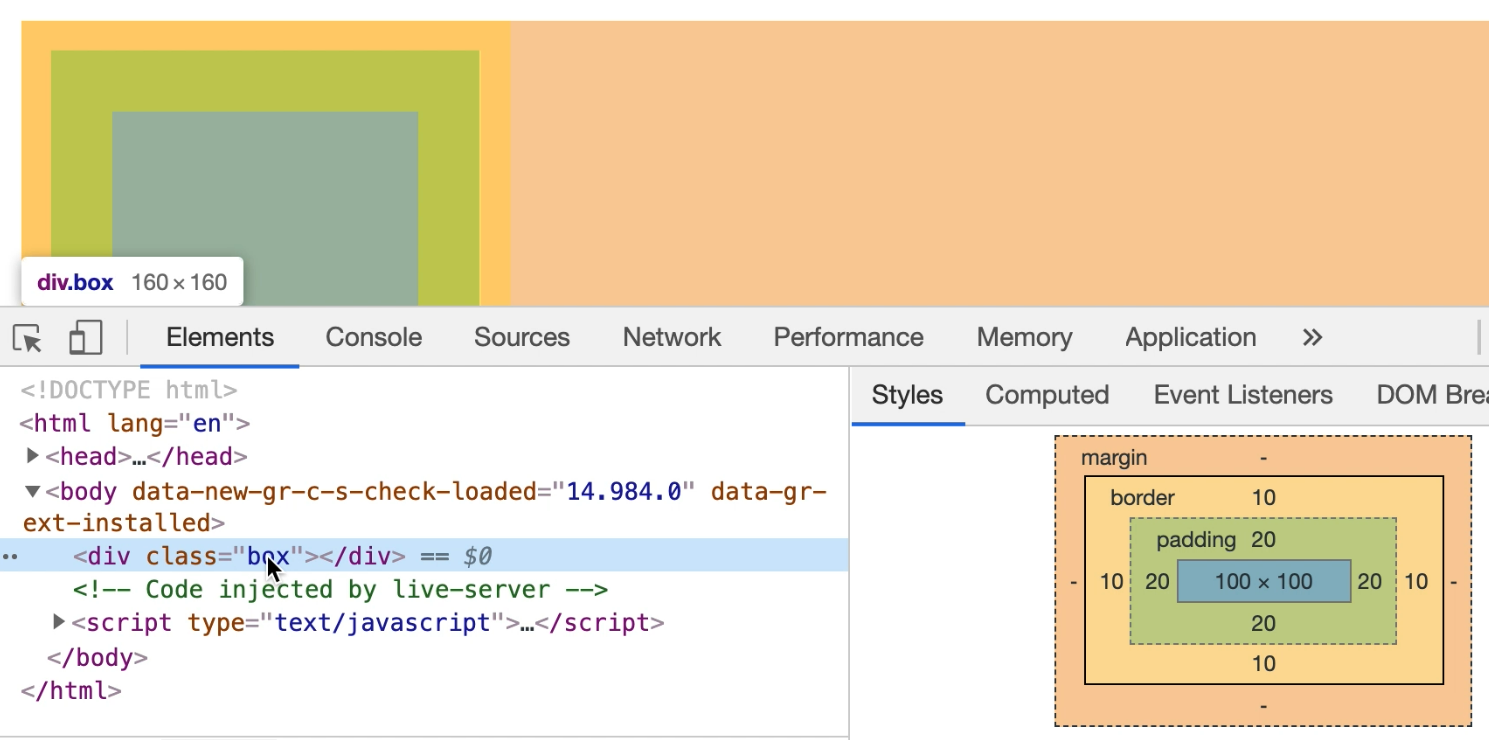 div.box 160 × 160
Elements Console Sources Network Performance Memory Application »
<!DOCTYPE html>
<html lang="en">
<head>…</head>
<body data-new-gr-c-s-check-loaded="14.984.0" data-gr-
ext-installed>
<div class="box"></div> == $0
<!-- Code injected by live-server -->
<script type="text/javascript">…</script>
</body>
</html>
Styles Computed Event Listeners DOM Brea
margin -
border 10
padding 20
- 10 20 100 × 100 20 10 -
20
10
-